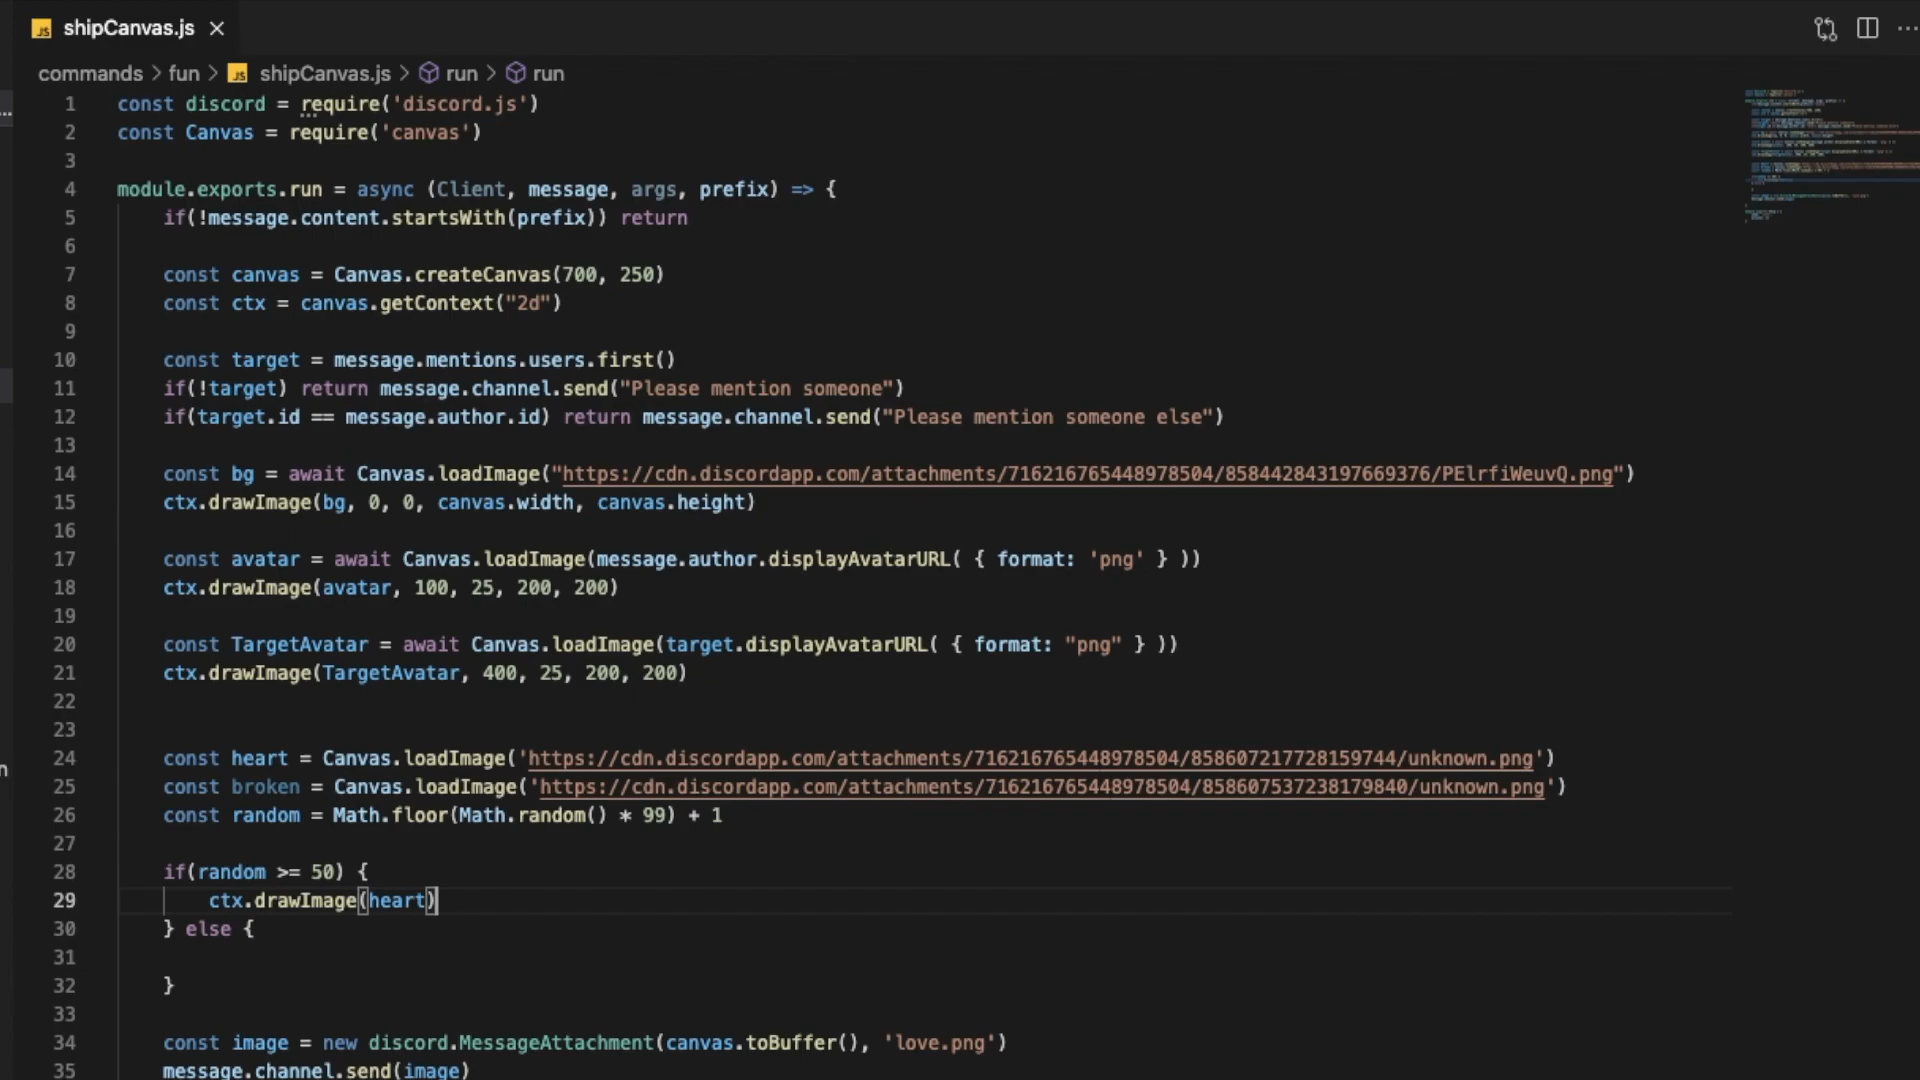 JS shipCanvas.js ×
commands > fun > JS shipCanvas.js > run > run
1 const discord = require('discord.js')
2 const Canvas = require('canvas')
3
4 module.exports.run = async (Client, message, args, prefix) => {
5 if(!message.content.startsWith(prefix)) return
6
7 const canvas = Canvas.createCanvas(700, 250)
8 const ctx = canvas.getContext("2d")
9
10 const target = message.mentions.users.first()
11 if(!target) return message.channel.send("Please mention someone")
12 if(target.id == message.author.id) return message.channel.send("Please mention someone else")
13
14 const bg = await Canvas.loadImage("https://cdn.discordapp.com/attachments/716216765448978504/858442843197669376/PElrfiWeuvQ.png")
15 ctx.drawImage(bg, 0, 0, canvas.width, canvas.height)
16
17 const avatar = await Canvas.loadImage(message.author.displayAvatarURL( { format: 'png' } ))
18 ctx.drawImage(avatar, 100, 25, 200, 200)
19
20 const TargetAvatar = await Canvas.loadImage(target.displayAvatarURL( { format: "png" } ))
21 ctx.drawImage(TargetAvatar, 400, 25, 200, 200)
22
23
24 const heart = Canvas.loadImage('https://cdn.discordapp.com/attachments/716216765448978504/858607217728159744/unknown.png')
25 const broken = Canvas.loadImage('https://cdn.discordapp.com/attachments/716216765448978504/858607537238179840/unknown.png')
26 const random = Math.floor(Math.random() * 99) + 1
27
28 if(random >= 50) {
29 ctx.drawImage(heart)
30 } else {
31
32 }
33
34 const image = new discord.MessageAttachment(canvas.toBuffer(), 'love.png')
35 message.channel.send(image)